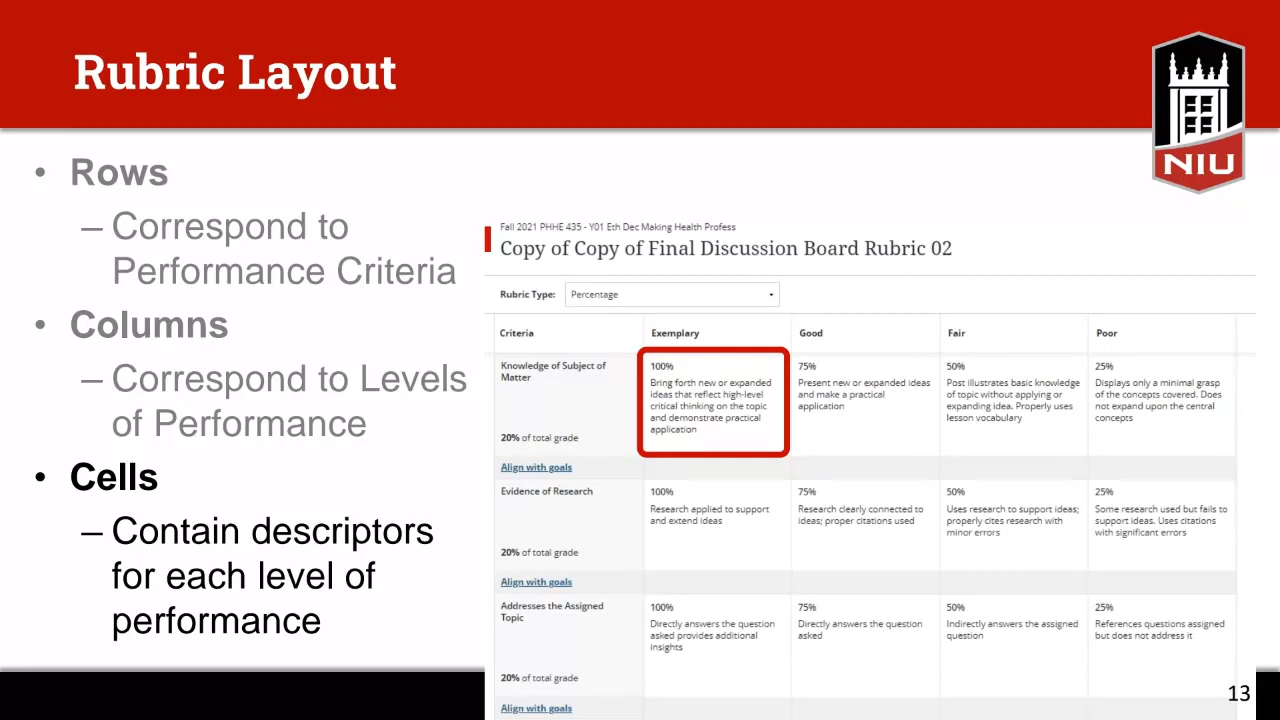 Rubric Layout
NIU
• Rows
– Correspond to
Performance Criteria
• Columns
– Correspond to Levels
of Performance
• Cells
– Contain descriptors
for each level of
performance
Fall 2021 PHHE 435 - Y01 Eth Dec Making Health Profess
Copy of Copy of Final Discussion Board Rubric 02
Rubric Type: Percentage
Criteria Exemplary Good Fair Poor
Knowledge of Subject of
Matter
20% of total grade
100%
Bring forth new or expanded
ideas that reflect high-level
critical thinking on the topic
and demonstrate practical
application
75%
Present new or expanded ideas
and make a practical
application
50%
Post illustrates basic knowledge
of topic without applying or
expanding idea. Properly uses
lesson vocabulary
25%
Displays only a minimal grasp
of the concepts covered. Does
not expand upon the central
concepts
Align with goals
Evidence of Research
20% of total grade
100%
Research applied to support
and extend ideas
75%
Research clearly connected to
ideas; proper citations used
50%
Uses research to support ideas;
properly cites research with
minor errors
25%
Some research used but fails to
support ideas. Uses citations
with significant errors
Align with goals
Addresses the Assigned
Topic
20% of total grade
100%
Directly answers the question
asked provides additional
insights
75%
Directly answers the question
asked
50%
Indirectly answers the assigned
question
25%
References questions assigned
but does not address it
Align with goals
13